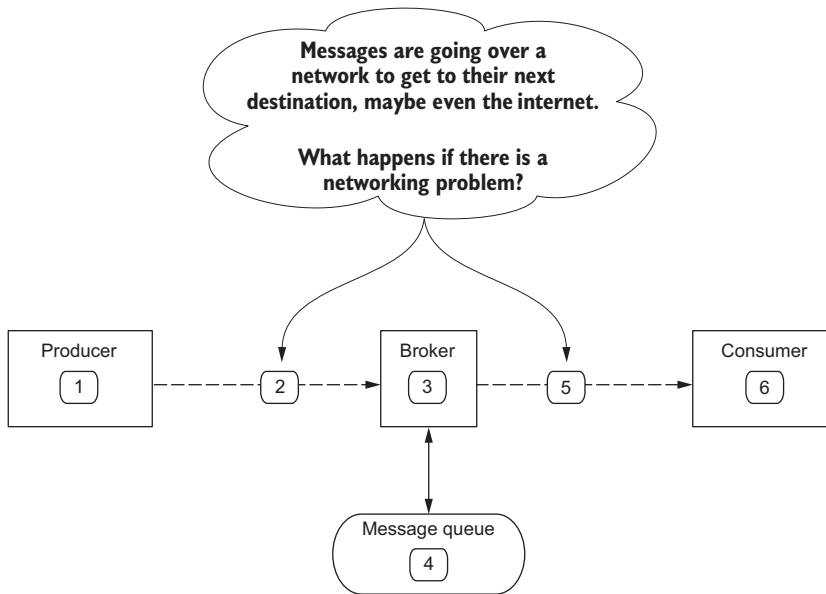 Messages are going over a
network to get to their next
destination, maybe even the internet.
What happens if there is a
networking problem?
Producer
1
2
Broker
3
5
Consumer
6
Message queue
4